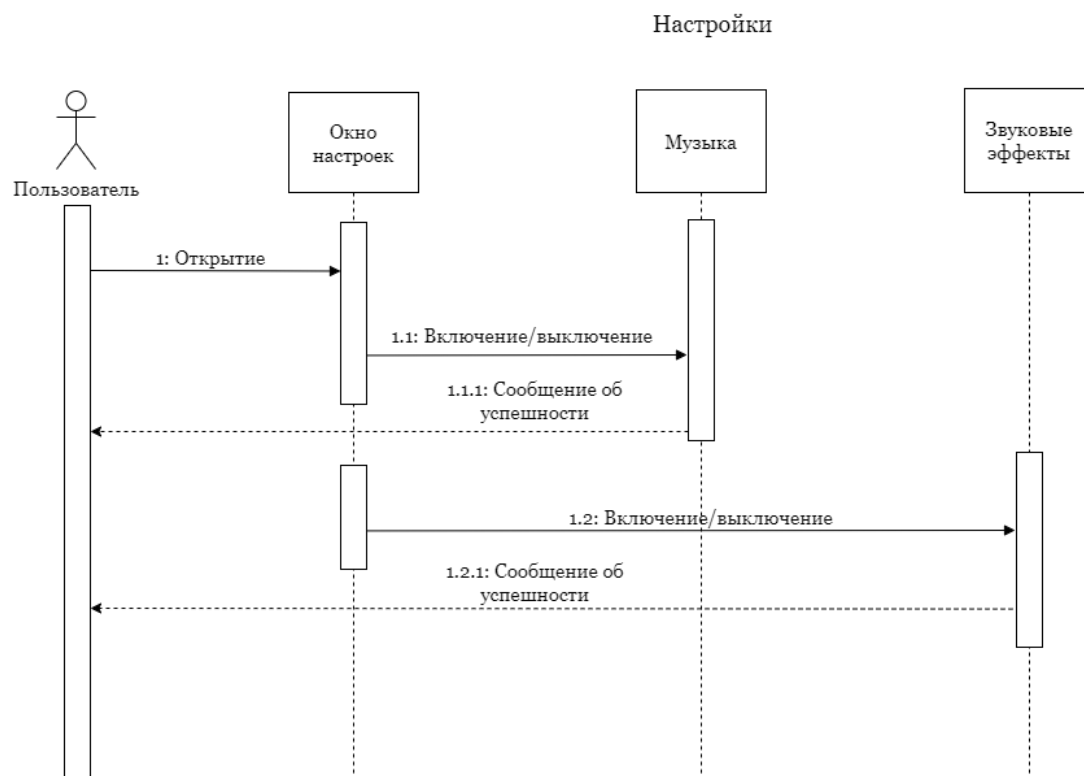 Настройки
Пользователь
Окно
настроек
Музыка
Звуковые
эффекты
1: Открытие
1.1: Включение/выключение
1.1.1: Сообщение об
успешности
1.2: Включение/выключение
1.2.1: Сообщение об
успешности